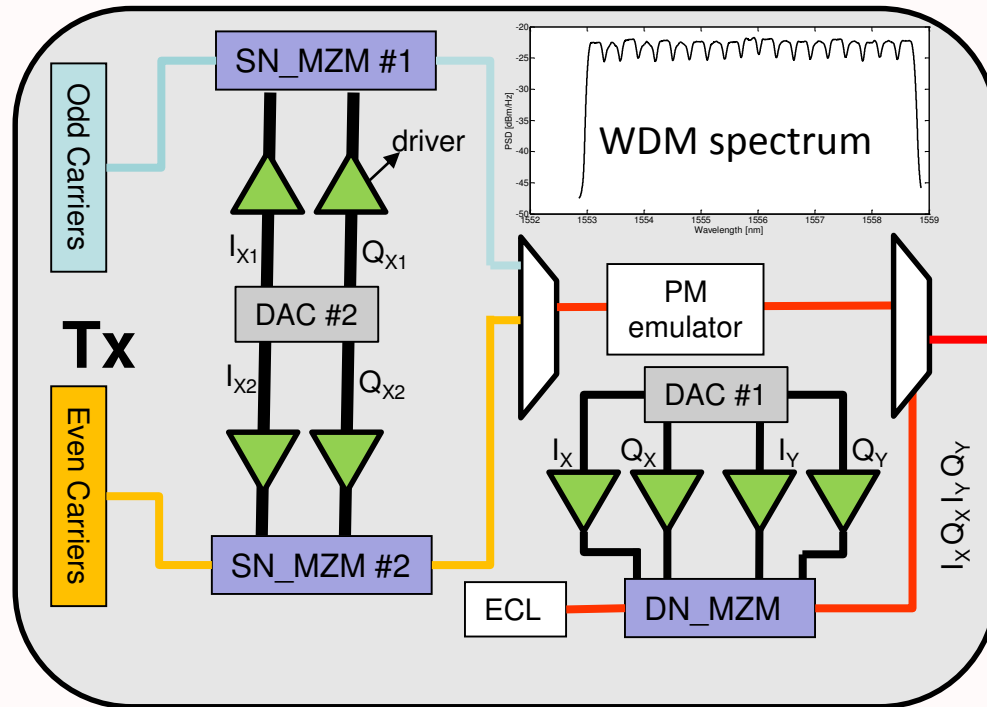 SN_MZM #1
Odd Carriers
driver
I_X1
Q_X1
DAC #2
I_X2
Q_X2
Tx
Even Carriers
SN_MZM #2
-20
-25
-30
-35
-40
-45
-50
PSD [dBm/Hz]
WDM spectrum
1552
1553
1554
1555
1556
1557
1558
1559
Wavelength [nm]
PM
emulator
DAC #1
I_X
Q_X
I_Y
Q_Y
ECL
DN_MZM
I_X Q_X I_Y Q_Y